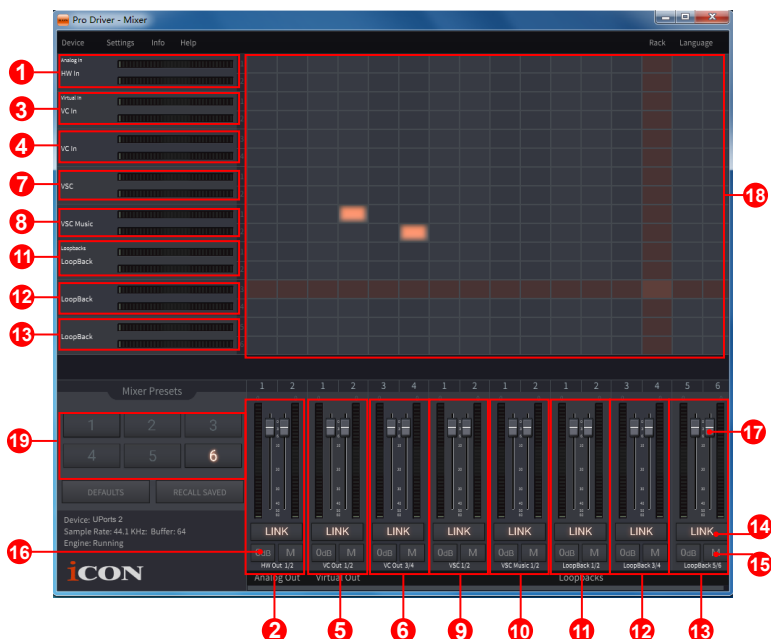 Pro Driver - Mixer
Device Settings Info Help Rack Language
Analog In
1 HW In
Virtual In
3 VC In
4 VC In
7 VSC
8 VSC Music
18
Loopbacks
11 LoopBack
12 LoopBack
13 LoopBack
Mixer Presets
1 2 1 2 3 4 1 2 1 2 1 2 3 4 5 6
19
1 2 3
4 5 6
17
DEFAULTS RECALL SAVED
Device: UPorts 2
Sample Rate: 44.1 KHz: Buffer: 64
Engine: Running
LINK LINK LINK LINK LINK LINK LINK LINK 14
16 0dB M 0dB M 0dB M 0dB M 0dB M 0dB M 0dB M 0dB M 15
HW Out 1/2 VC Out 1/2 VC Out 3/4 VSC 1/2 VSC Music 1/2 LoopBack 1/2 LoopBack 3/4 LoopBack 5/6
iCON
Analog Out Virtual Out Loopbacks
2 5 6 9 10 11 12 13